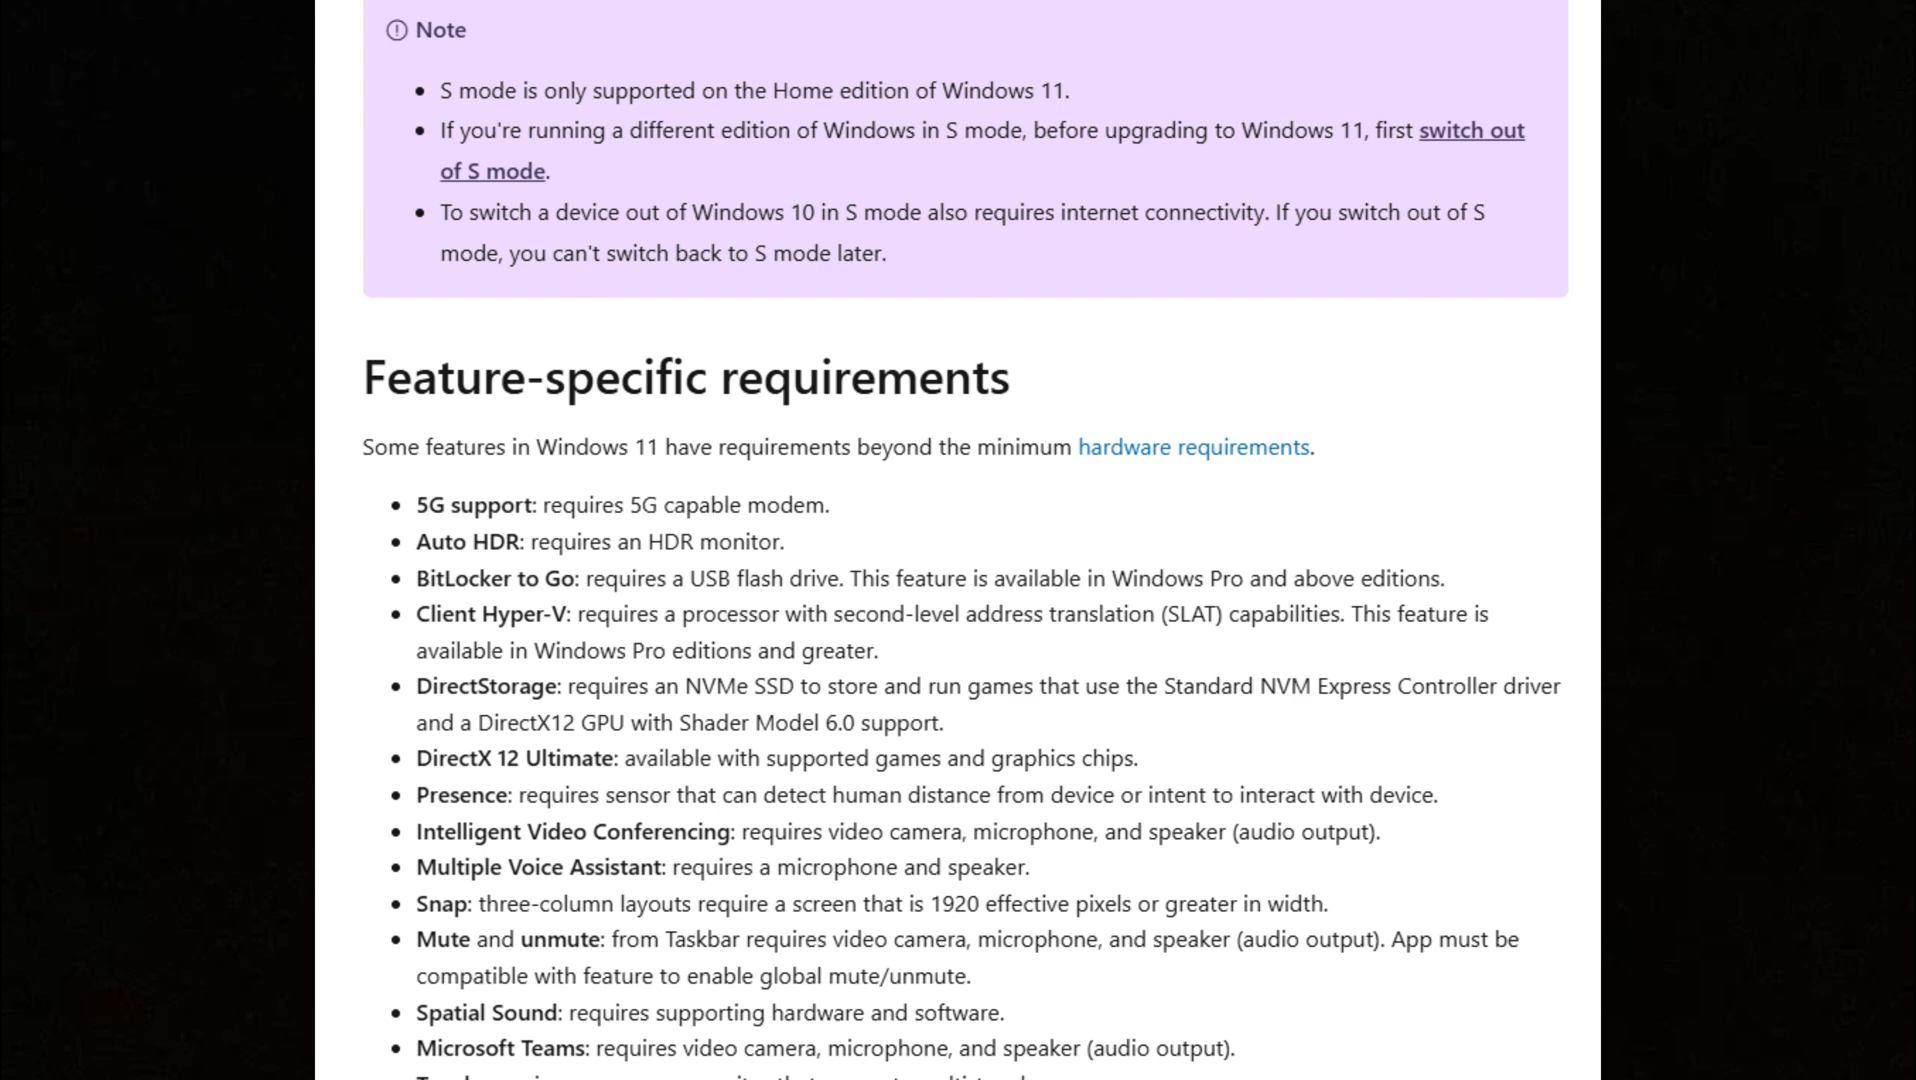 Note
S mode is only supported on the Home edition of Windows 11.
If you're running a different edition of Windows in S mode, before upgrading to Windows 11, first switch out
of S mode.
To switch a device out of Windows 10 in S mode also requires internet connectivity. If you switch out of S
mode, you can't switch back to S mode later.
Feature-specific requirements
Some features in Windows 11 have requirements beyond the minimum hardware requirements.
5G support: requires 5G capable modem.
Auto HDR: requires an HDR monitor.
BitLocker to Go: requires a USB flash drive. This feature is available in Windows Pro and above editions.
Client Hyper-V: requires a processor with second-level address translation (SLAT) capabilities. This feature is
available in Windows Pro editions and greater.
DirectStorage: requires an NVMe SSD to store and run games that use the Standard NVM Express Controller driver
and a DirectX12 GPU with Shader Model 6.0 support.
DirectX 12 Ultimate: available with supported games and graphics chips.
Presence: requires sensor that can detect human distance from device or intent to interact with device.
Intelligent Video Conferencing: requires video camera, microphone, and speaker (audio output).
Multiple Voice Assistant: requires a microphone and speaker.
Snap: three-column layouts require a screen that is 1920 effective pixels or greater in width.
Mute and unmute: from Taskbar requires video camera, microphone, and speaker (audio output). App must be
compatible with feature to enable global mute/unmute.
Spatial Sound: requires supporting hardware and software.
Microsoft Teams: requires video camera, microphone, and speaker (audio output).